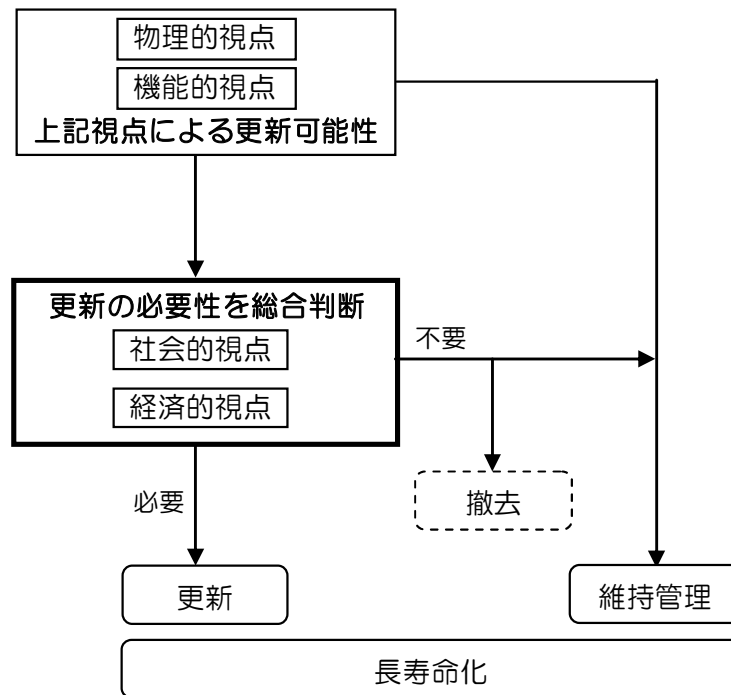 物理的視点
機能的視点
上記視点による更新可能性
更新の必要性を総合判断
社会的視点
不要
経済的視点
必要
撤去
更新
維持管理
長寿命化